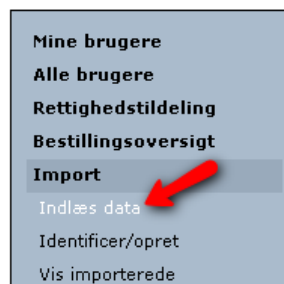 Mine brugere
Alle brugere
Rettighedstildeling
Bestillingsoversigt
Import
Indlæs data
Identificer/opret
Vis importerede